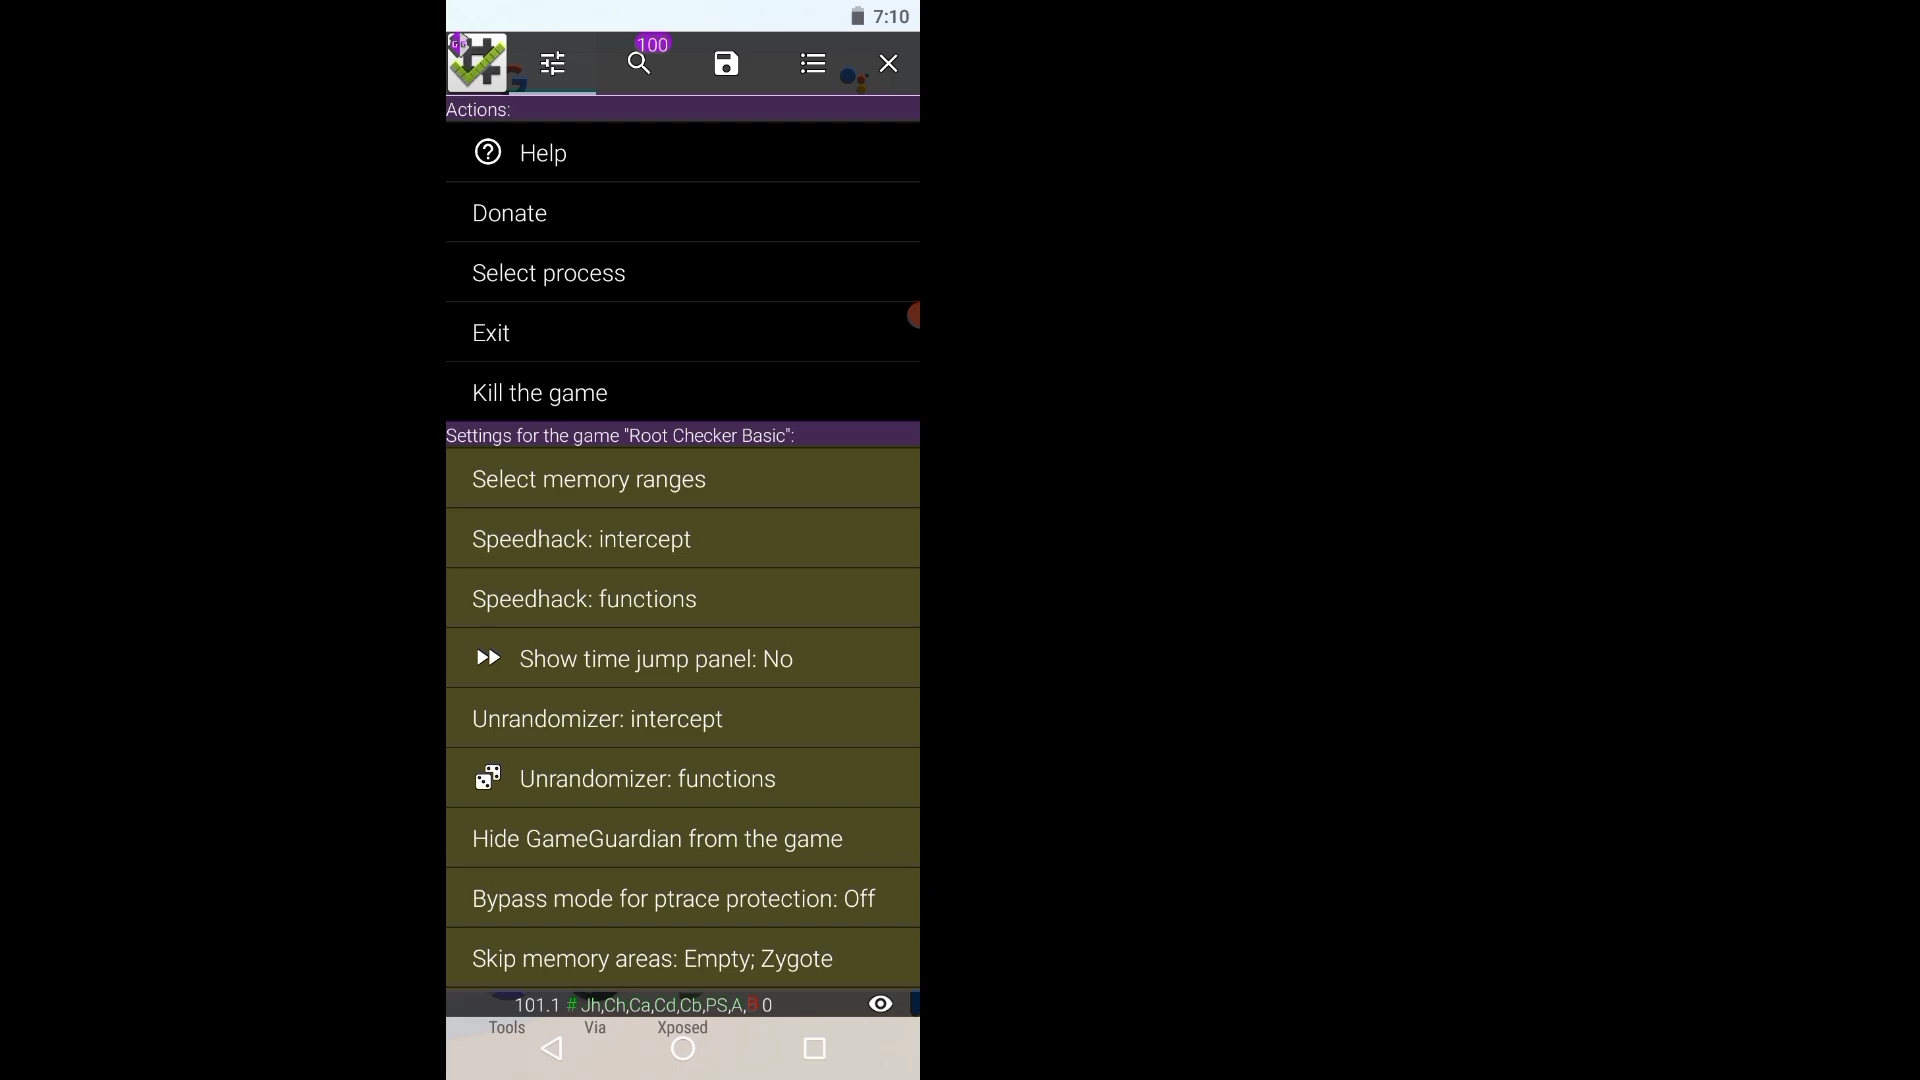 7:10
GG
100
Actions:
Help
Donate
Select process
Exit
Kill the game
Settings for the game "Root Checker Basic":
Select memory ranges
Speedhack: intercept
Speedhack: functions
Show time jump panel: No
Unrandomizer: intercept
Unrandomizer: functions
Hide GameGuardian from the game
Bypass mode for ptrace protection: Off
Skip memory areas: Empty; Zygote
101.1 # Jh,Ch,Ca,Cd,Cb,PS,A,B 0
Tools Via Xposed